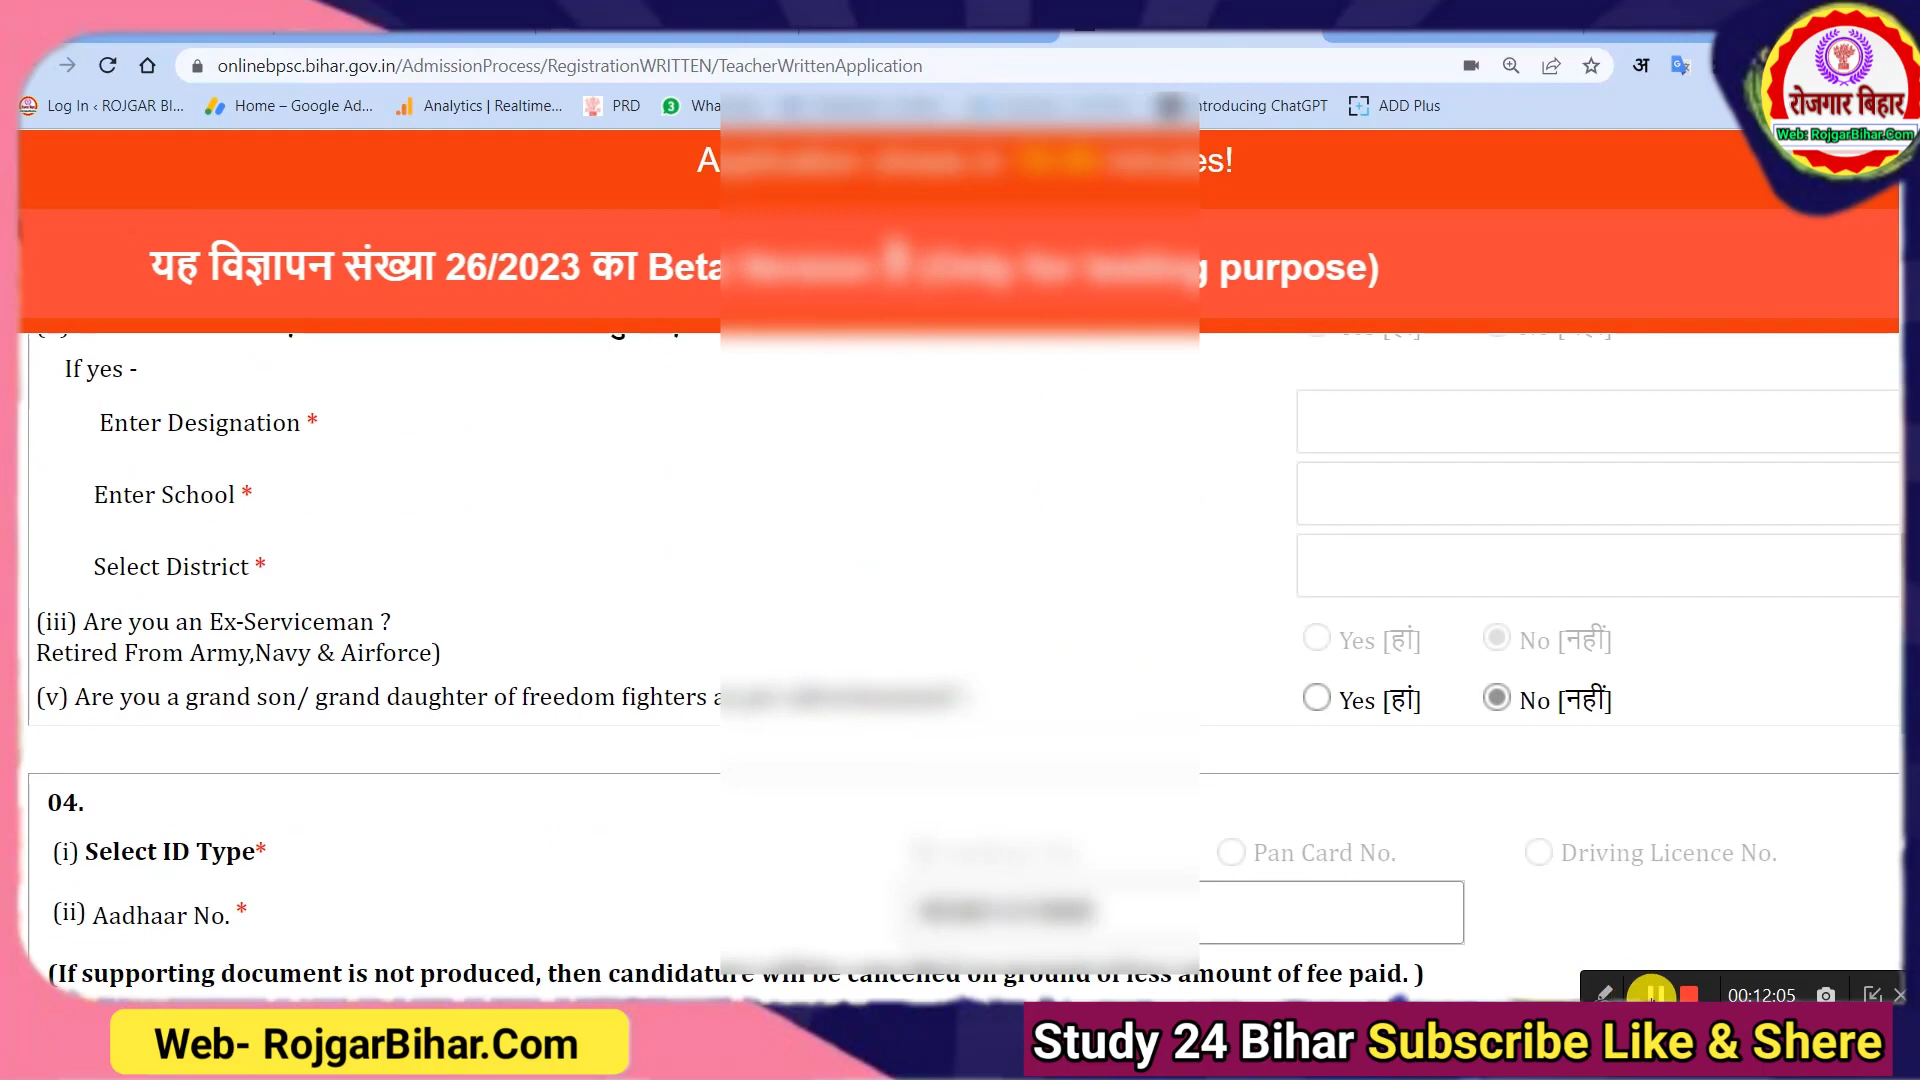 onlinebpsc.bihar.gov.in/AdmissionProcess/RegistrationWRITTEN/TeacherWrittenApplication
अ
Log In ‹ ROJGAR BI... Home – Google Ad... Analytics | Realtime... PRD 3 Wha ntroducing ChatGPT ADD Plus
रोजगार बिहार
Web: RojgarBihar.Com
यह विज्ञापन संख्या 26/2023 का Beta purpose)
If yes -
Enter Designation *
Enter School *
Select District *
(iii) Are you an Ex-Serviceman ?
Retired From Army,Navy & Airforce)
Yes [हां] No [नहीं]
(v) Are you a grand son/ grand daughter of freedom fighters
Yes [हां] No [नहीं]
04.
(i) Select ID Type* Pan Card No. Driving Licence No.
(ii) Aadhaar No. *
(If supporting document is not produced, then candidature will be cancelled on ground of less amount of fee paid. )
00:12:05
Web- RojgarBihar.Com
Study 24 Bihar Subscribe Like & Shere